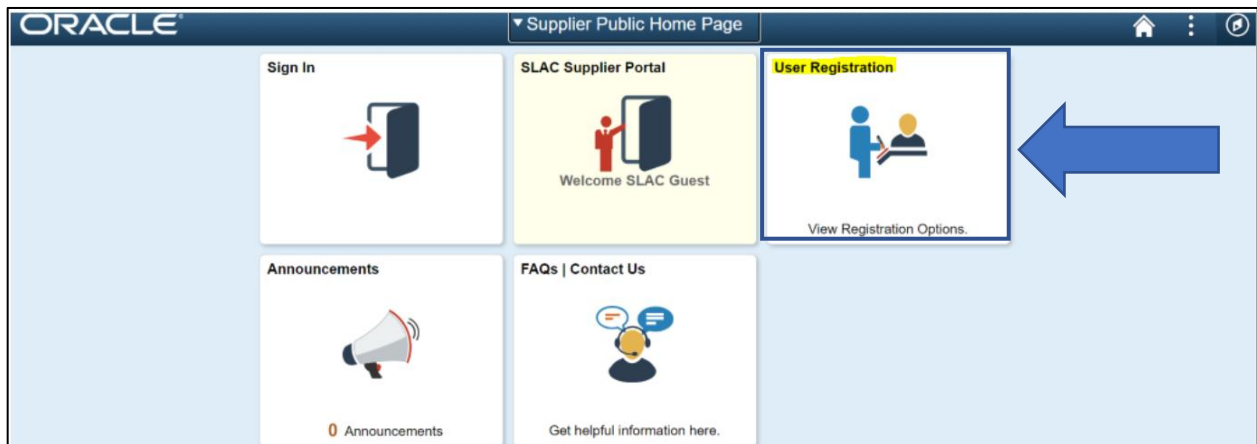 ORACLE
Supplier Public Home Page
Sign In
SLAC Supplier Portal
Welcome SLAC Guest
User Registration
View Registration Options.
Announcements
0 Announcements
FAQs | Contact Us
Get helpful information here.